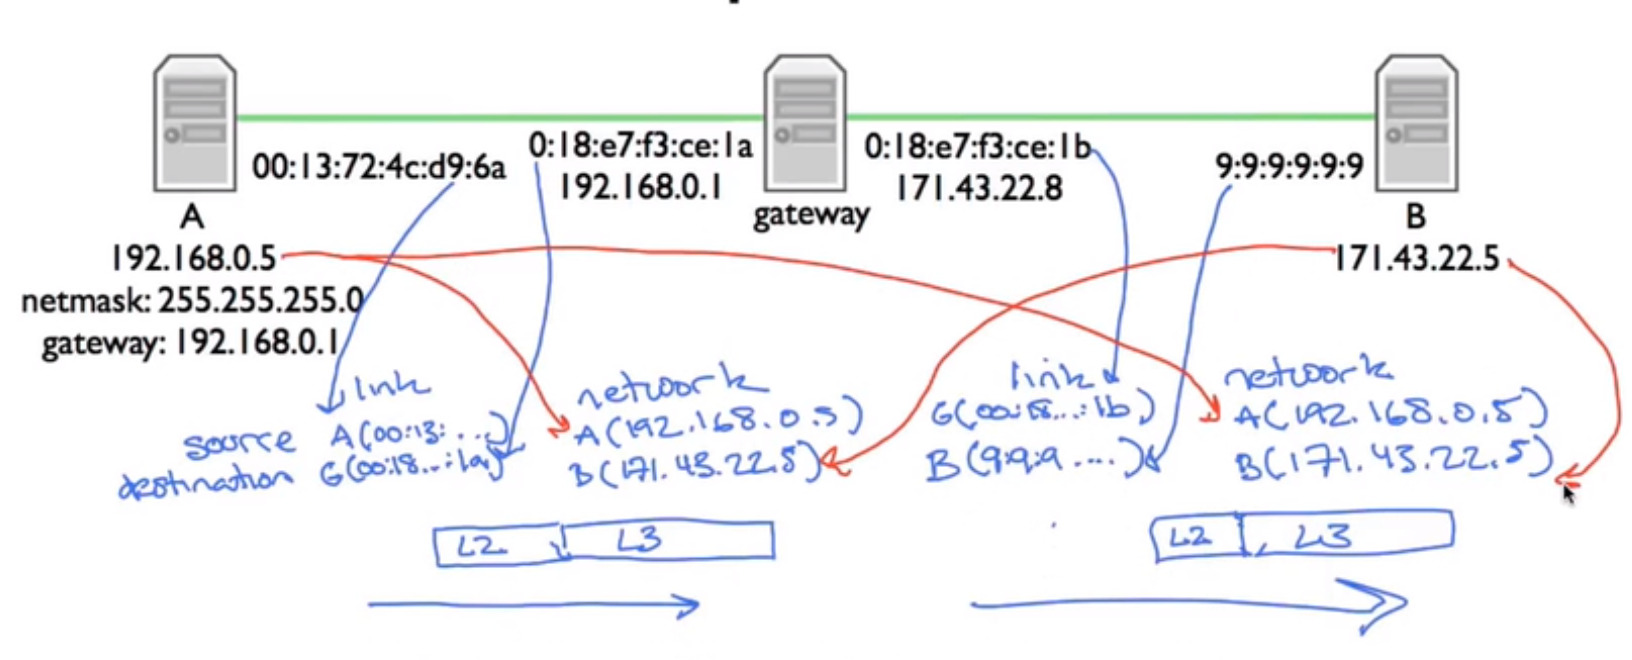 00:13:72:4c:d9:6a
0:18:e7:f3:ce:1a
192.168.0.1
0:18:e7:f3:ce:1b
171.43.22.8
9:9:9:9:9:9
A
gateway
B
192.168.0.5
171.43.22.5
netmask: 255.255.255.0
gateway: 192.168.0.1
link
source A(00:13:...)
destination G(00:18...:1a)
network
A(192.168.0.5)
B(171.43.22.5)
link
G(00:18...:1b)
B(9:9:9....)
network
A(192.168.0.5)
B(171.43.22.5)
L2 L3
L2 L3